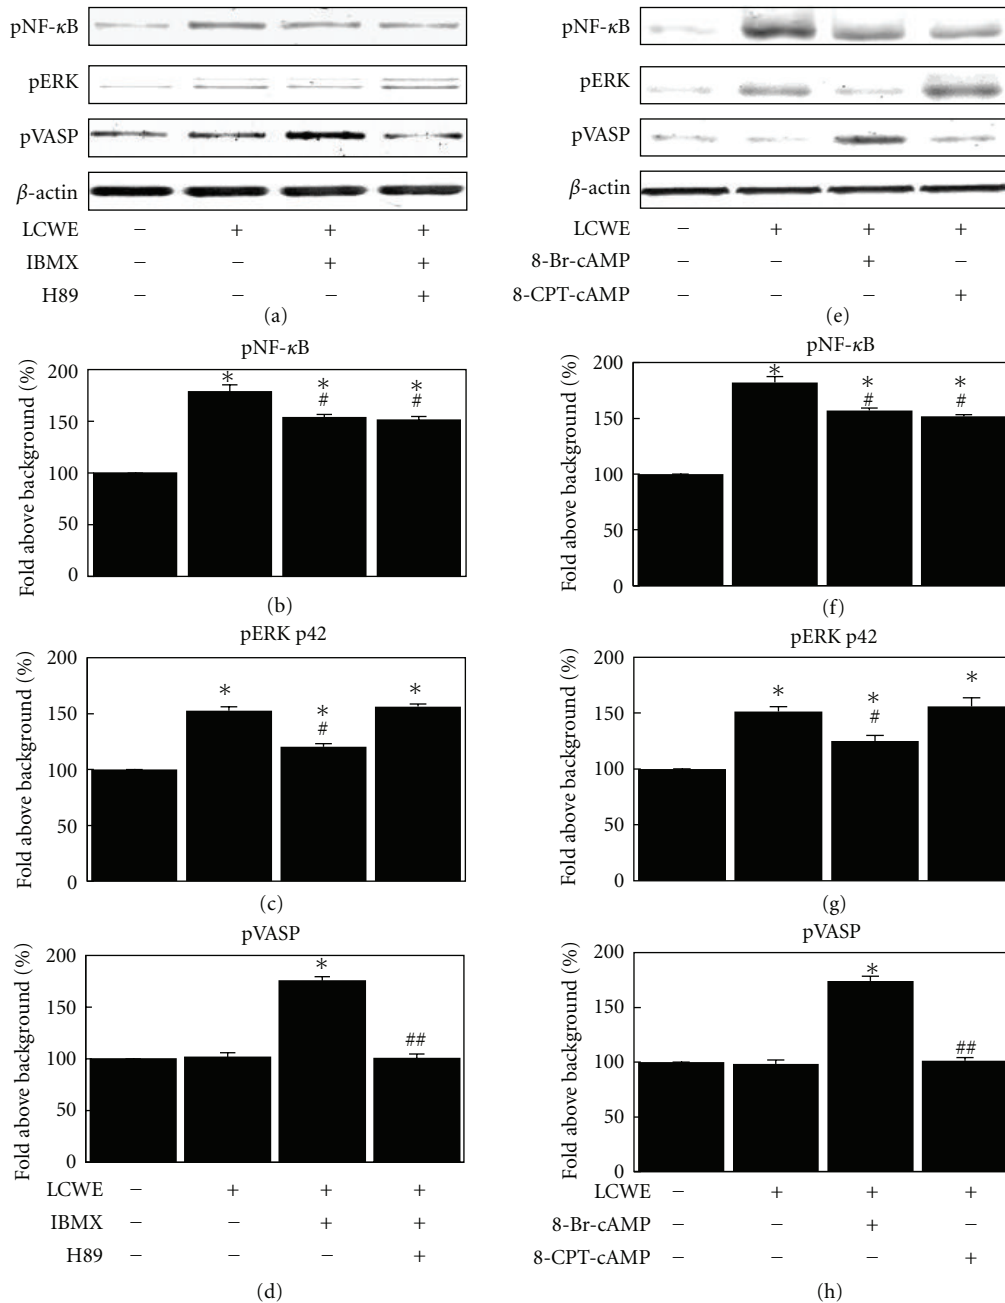 pNF-κB
pERK
pVASP
β-actin
LCWE − + + +
IBMX − − + +
H89 − − − +
(a)
pNF-κB
Fold above background (%)
200
150
100
50
0
* * * *
# #
(b)
pERK p42
Fold above background (%)
200
150
100
50
0
* * *
#
(c)
pVASP
Fold above background (%)
200
150
100
50
0
*
##
LCWE − + + +
IBMX − − + +
H89 − − − +
(d)
pNF-κB
pERK
pVASP
β-actin
LCWE − + + +
8-Br-cAMP − − + −
8-CPT-cAMP − − − +
(e)
pNF-κB
Fold above background (%)
200
150
100
50
0
* * *
# #
(f)
pERK p42
Fold above background (%)
200
150
100
50
0
* * *
#
(g)
pVASP
Fold above background (%)
200
150
100
50
0
*
##
LCWE − + + +
8-Br-cAMP − − + −
8-CPT-cAMP − − − +
(h)